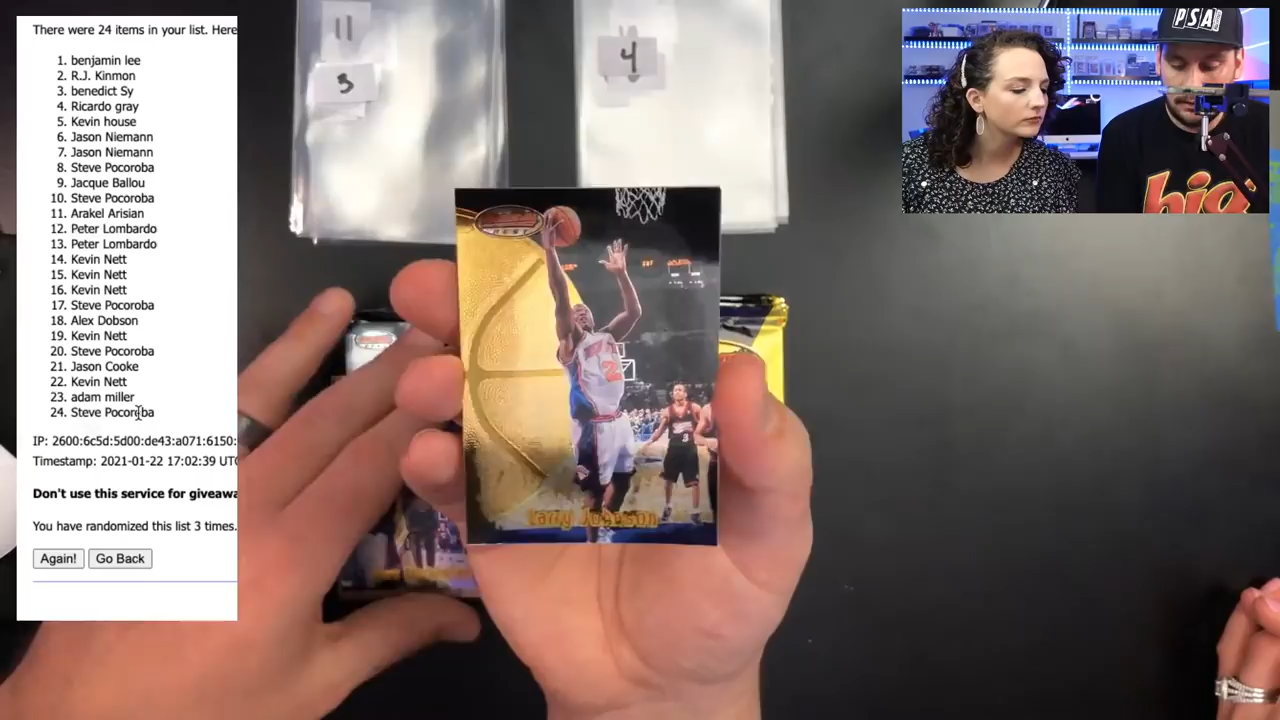 There were 24 items in your list. Here
1. benjamin lee
2. R.J. Kinmon
3. benedict Sy
4. Ricardo gray
5. Kevin house
6. Jason Niemann
7. Jason Niemann
8. Steve Pocoroba
9. Jacque Ballou
10. Steve Pocoroba
11. Arakel Arisian
12. Peter Lombardo
13. Peter Lombardo
14. Kevin Nett
15. Kevin Nett
16. Kevin Nett
17. Steve Pocoroba
18. Alex Dobson
19. Kevin Nett
20. Steve Pocoroba
21. Jason Cooke
22. Kevin Nett
23. adam miller
24. Steve Pocoroba
IP: 2600:6c5d:5d00:de43:a071:6150:
Timestamp: 2021-01-22 17:02:39 UTC
Don't use this service for giveawa
You have randomized this list 3 times.
Again! Go Back
11
3
4
BEST
2
3
Larry Johnson
PSA
big